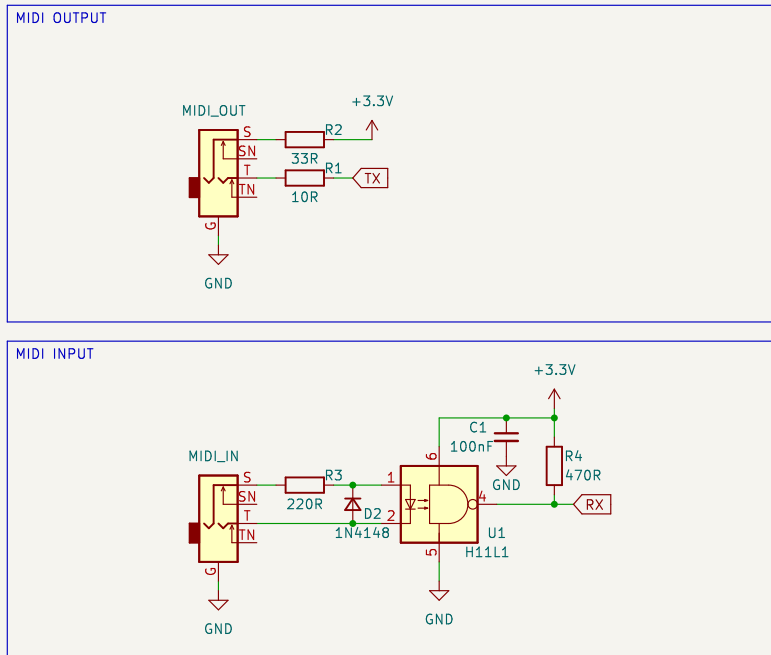 MIDI OUTPUT
+3.3V
MIDI_OUT
S
R2
SN
33R
T
R1
TX
TN
10R
G
GND
MIDI INPUT
+3.3V
C1
100nF
MIDI_IN
6
R4
S
R3
1
GND
470R
SN
220R
4
RX
T
D2
2
TN
1N4148
U1
G
5
H11L1
GND
GND